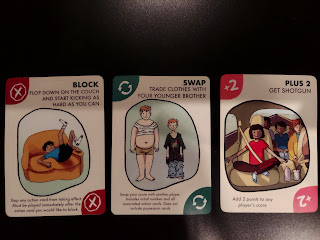 BLOCK
FLOP DOWN ON THE COUCH
AND START KICKING AS
HARD AS YOU CAN
Stop any action card from taking effect.
Must be played immediately after the
action card you would like to block.
SWAP
TRADE CLOTHES WITH
YOUR YOUNGER BROTHER
Swap your score with another player.
Includes initial number and all
associated action cards. Does not
include possession cards.
+2
PLUS 2
GET SHOTGUN
Add 2 points to any
player's score
+2